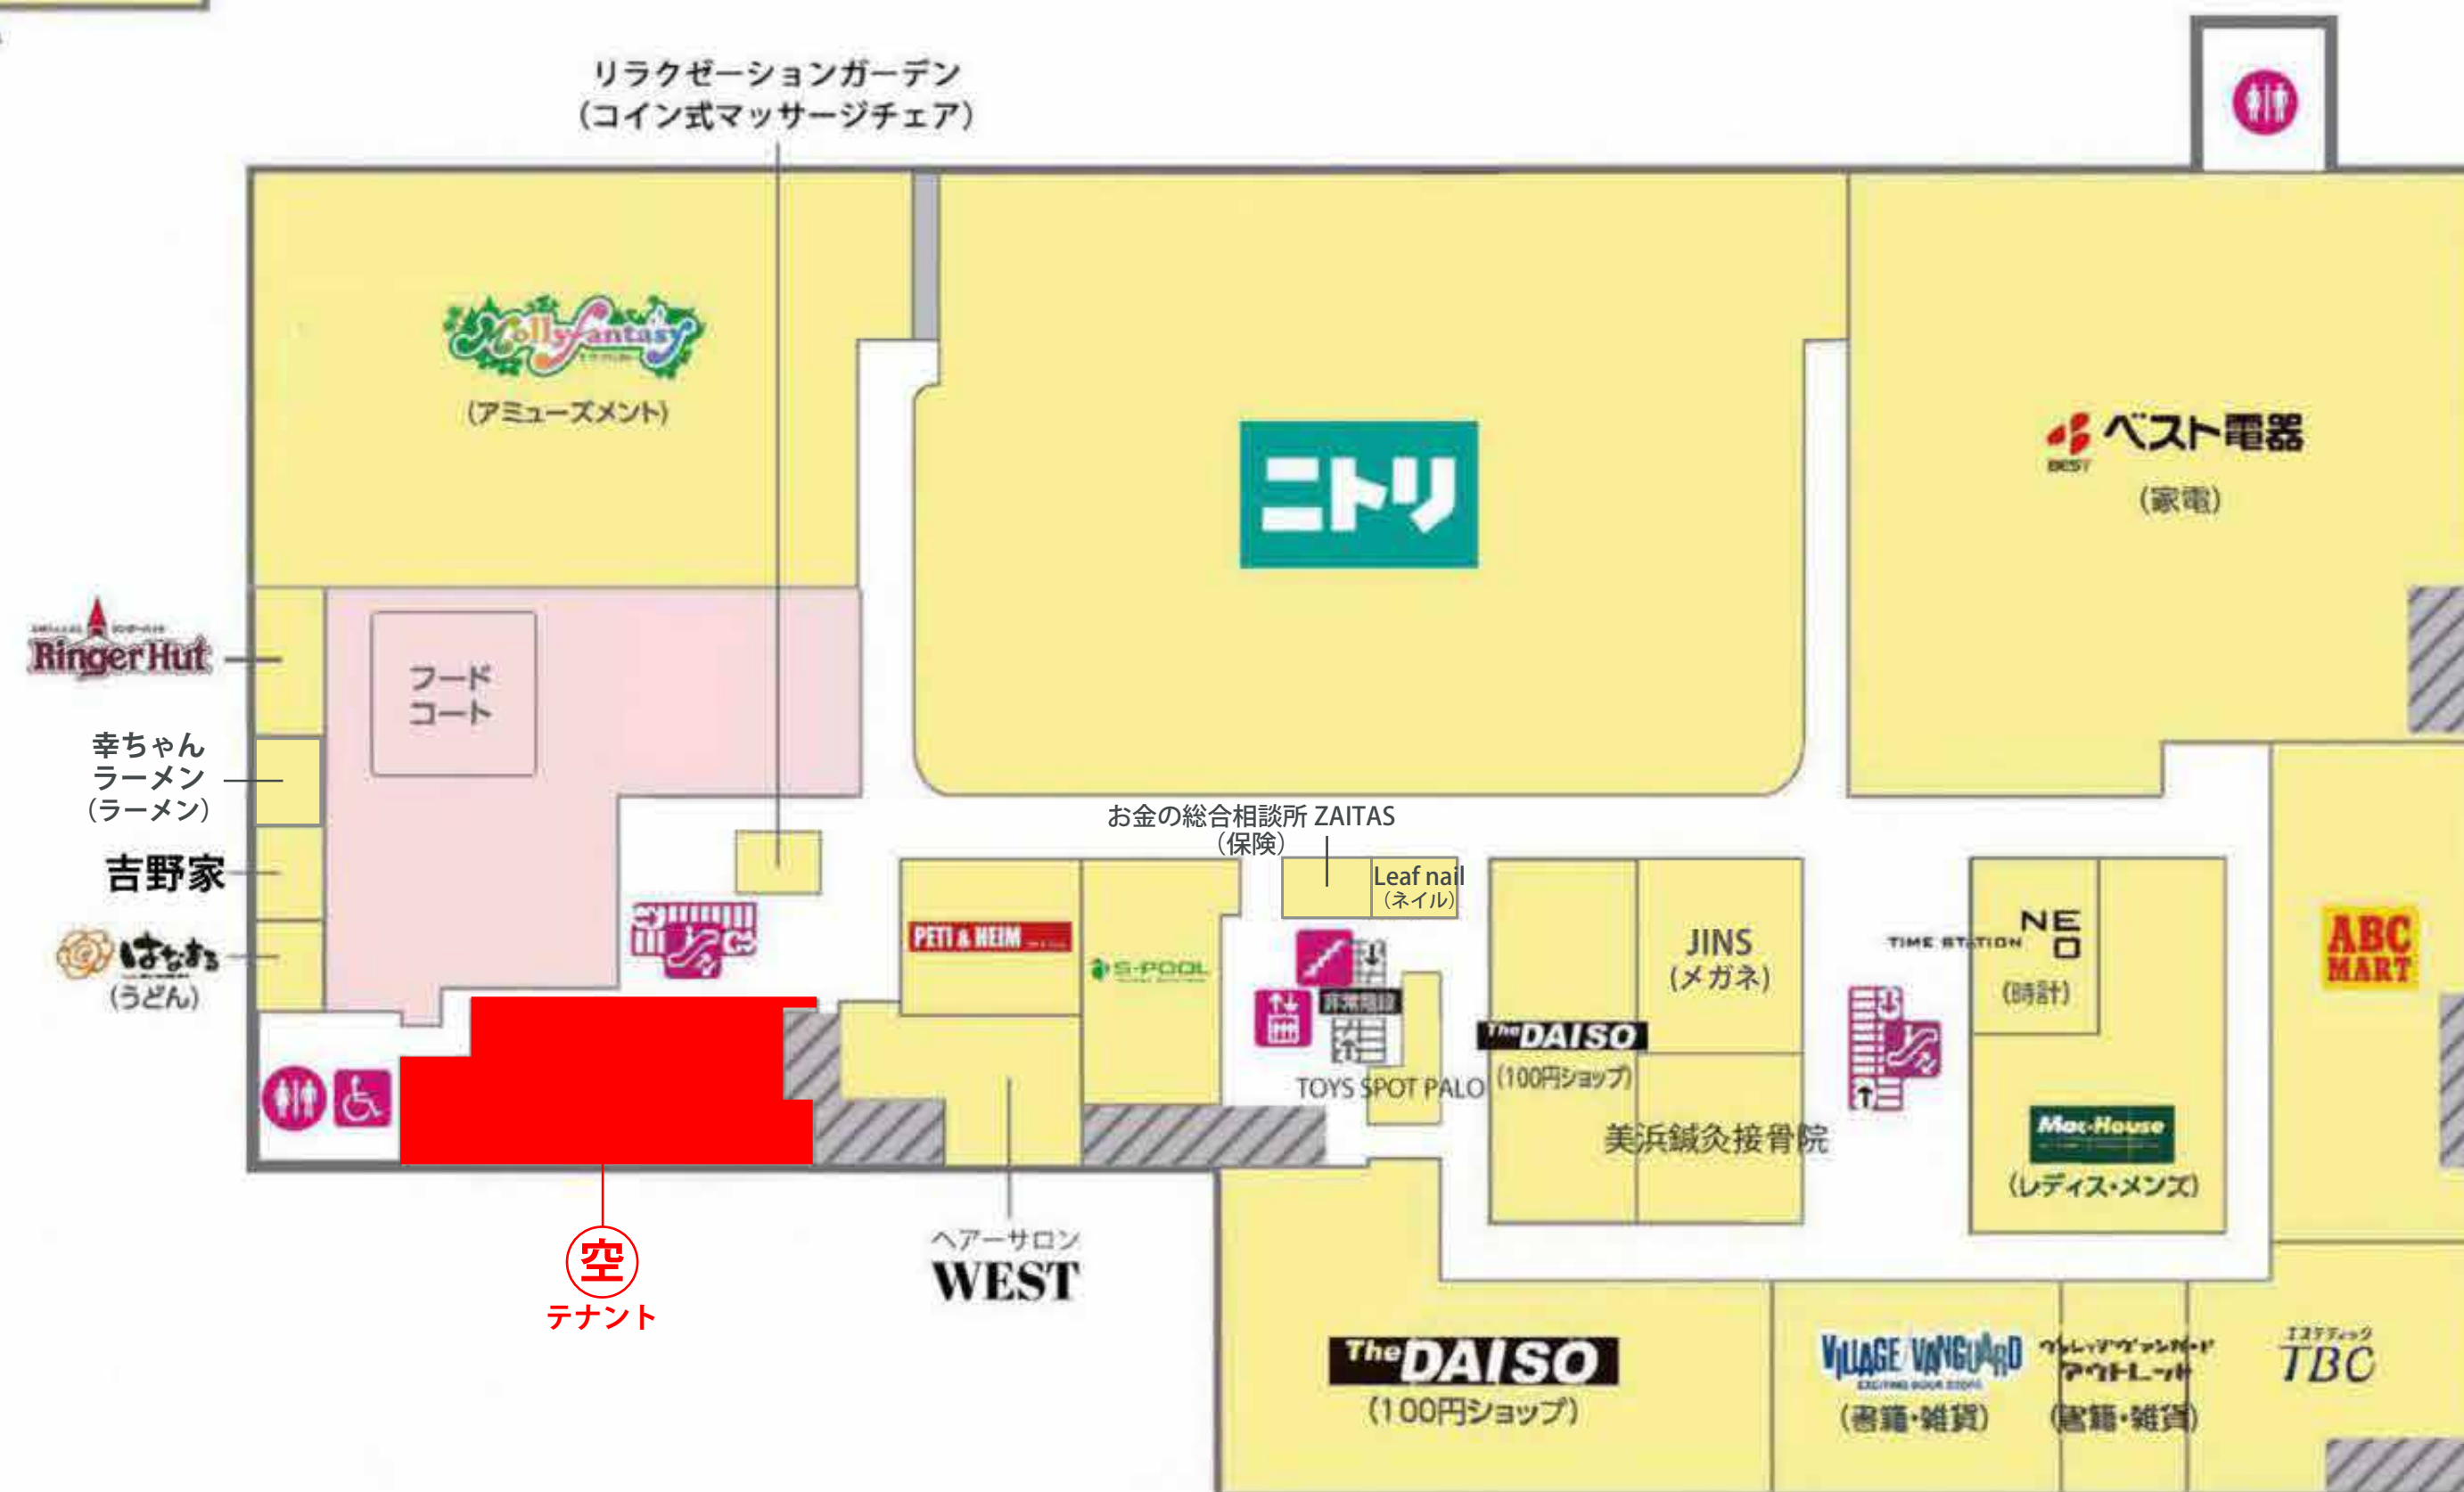 リラクゼーションガーデン
（コイン式マッサージチェア）
Mollyfantasy
（アミューズメント）
ニトリ
ベスト電器
BEST
（家電）
RingerHut
フード
コート
幸ちゃん
ラーメン
（ラーメン）
吉野家
はなまる
（うどん）
お金の総合相談所 ZAITAS
（保険）
Leaf nail
（ネイル）
PETI & HEIM
S-POOL
非常階段
TOYS SPOT PALO
The DAISO
（100円ショップ）
JINS
（メガネ）
美浜鍼灸接骨院
TIME STATION
NEO
（時計）
Mac-House
（レディス・メンズ）
ABC
MART
空
テナント
ヘアーサロン
WEST
The DAISO
（100円ショップ）
VILLAGE/VANGUARD
EXCITING BOOK STORE
（書籍・雑貨）
ヴィレッジヴァンガード
アウトレット
（書籍・雑貨）
エステティック
TBC